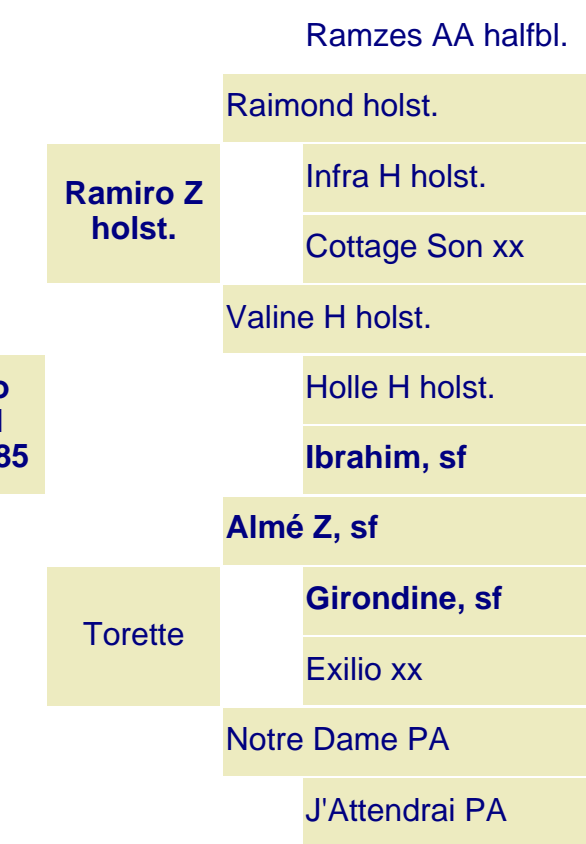 Ramzes AA halfbl.
Raimond holst.
Ramiro Z
holst.
Infra H holst.
Cottage Son xx
Valine H holst.
Holle H holst.
85
Ibrahim, sf
Almé Z, sf
Torette
Girondine, sf
Exilio xx
Notre Dame PA
J'Attendrai PA